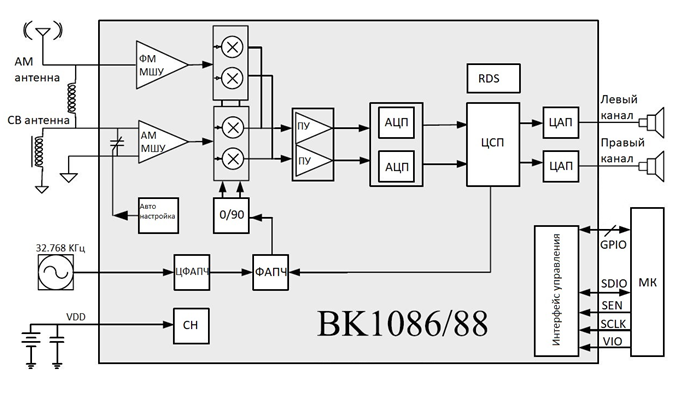 АМ
антенна
СВ антенна
ФМ
МШУ
АМ
МШУ
Авто
настройка
0/90
ПУ
ПУ
АЦП
АЦП
RDS
ЦСП
ЦАП
ЦАП
Левый
канал
Правый
канал
32.768 КГц
ЦФАПЧ
ФАПЧ
VDD
СН
BK1086/88
Интерфейс управления
GPIO
SDIO
SEN
SCLK
VIO
МК